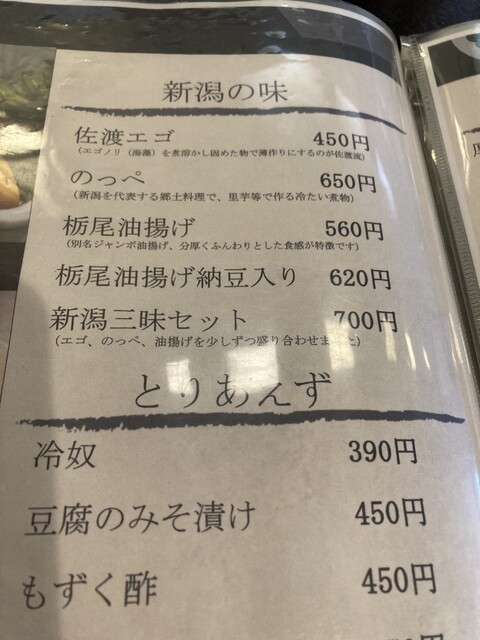 新潟の味
佐渡エゴ 450円
(エゴノリ(海藻)を煮溶かし固めた物で薄作りにするのが佐渡流)
のっぺ 650円
(新潟を代表する郷土料理で、里芋等で作る冷たい煮物)
栃尾油揚げ 560円
(別名ジャンボ油揚げ、分厚くふんわりとした食感が特徴です)
栃尾油揚げ納豆入り 620円
新潟三昧セット 700円
(エゴ、のっぺ、油揚げを少しずつ盛り合わせました)
とりあんず
冷奴 390円
豆腐のみそ漬け 450円
もずく酢 450円